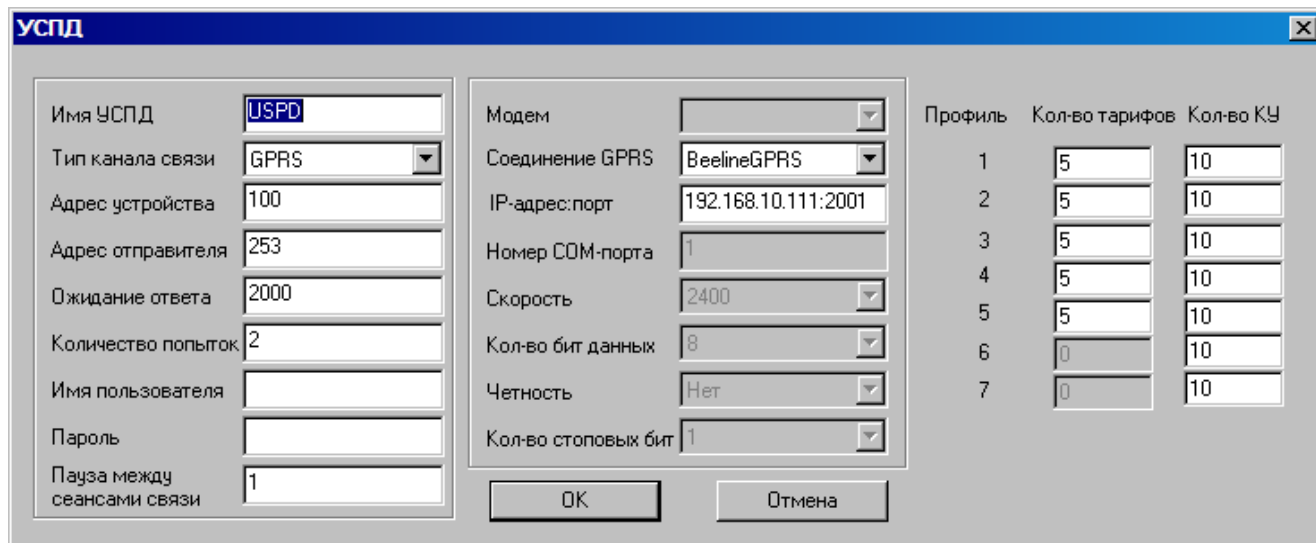 УСПД
Имя УСПД USPD
Тип канала связи GPRS
Адрес устройства 100
Адрес отправителя 253
Ожидание ответа 2000
Количество попыток 2
Имя пользователя
Пароль
Пауза между
сеансами связи 1
Модем
Соединение GPRS BeelineGPRS
IP-адрес:порт 192.168.10.111:2001
Номер COM-порта 1
Скорость 2400
Кол-во бит данных 8
Четность Нет
Кол-во стоповых бит 1
OK Отмена
Профиль Кол-во тарифов Кол-во КУ
1 5 10
2 5 10
3 5 10
4 5 10
5 5 10
6 0 10
7 0 10